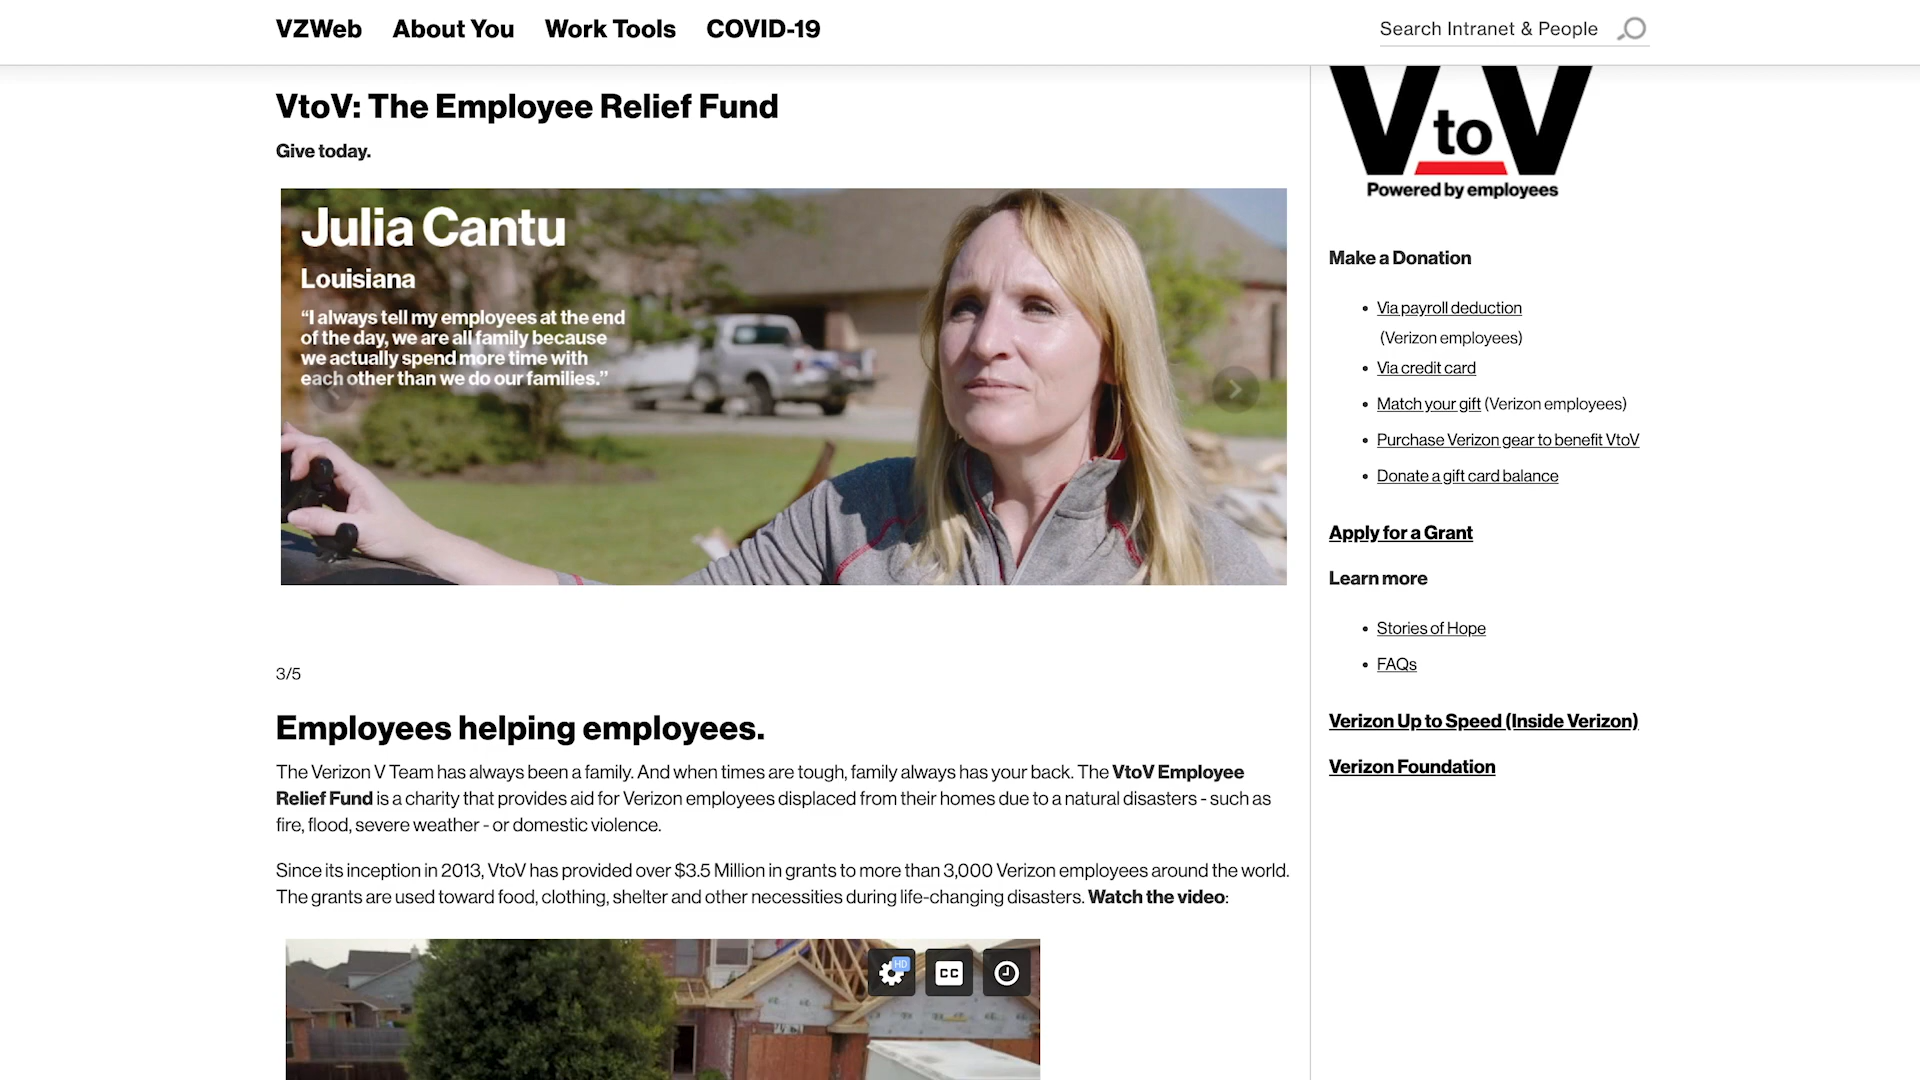 VZWeb About You Work Tools COVID-19 Search Intranet & People
VtoV: The Employee Relief Fund
Give today.
Julia Cantu
Louisiana
“I always tell my employees at the end
of the day, we are all family because
we actually spend more time with
each other than we do our families.”
3/5
Employees helping employees.
The Verizon V Team has always been a family. And when times are tough, family always has your back. The VtoV Employee
Relief Fund is a charity that provides aid for Verizon employees displaced from their homes due to a natural disasters - such as
fire, flood, severe weather - or domestic violence.
Since its inception in 2013, VtoV has provided over $3.5 Million in grants to more than 3,000 Verizon employees around the world.
The grants are used toward food, clothing, shelter and other necessities during life-changing disasters. Watch the video:
HD
CC
VtoV
Powered by employees
Make a Donation
Via payroll deduction
(Verizon employees)
Via credit card
Match your gift (Verizon employees)
Purchase Verizon gear to benefit VtoV
Donate a gift card balance
Apply for a Grant
Learn more
Stories of Hope
FAQs
Verizon Up to Speed (Inside Verizon)
Verizon Foundation